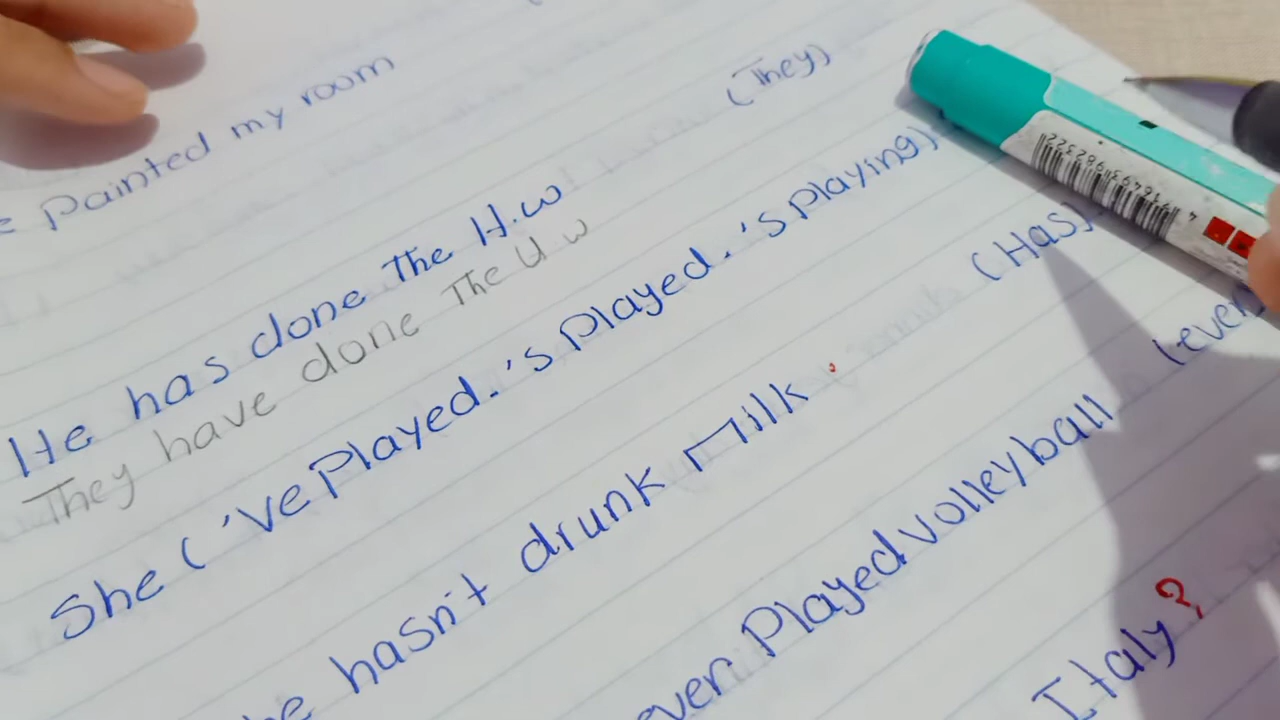 Painted my room
(They)
He has done The H.w
They have done The
She ('ve Played.'s Played.'s Playing)
(Has)
hasn't drunk Milk.
(ever
Played volleyball
Italy?